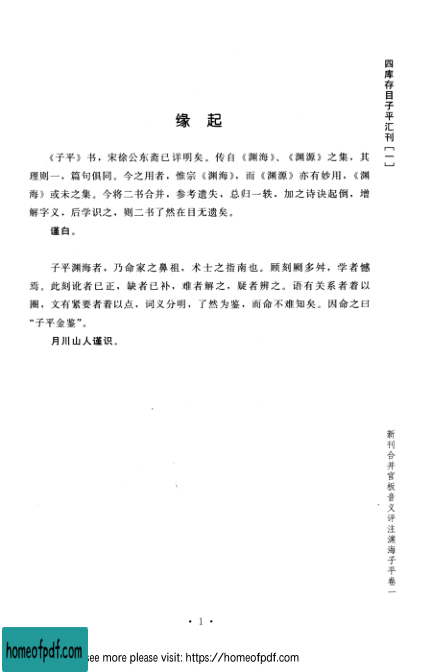 四库存目子平汇刊[一]
缘 起
《子平》书，宋徐公东斋已详明矣。传自《渊海》、《渊源》之集，其
理则一，篇句俱同。今之用者，惟宗《渊海》，而《渊源》亦有妙用，《渊
海》或未之集。今将二书合并，参考遗失，总归一轶，加之诗诀起倒，增
解字义，后学识之，则二书了然在目无遗矣。
谨白。
子平渊海者，乃命家之鼻祖，术士之指南也。顾刻劂多舛，学者憾
焉。此刻讹者已正，缺者已补，难者解之，疑者辨之。语有关系者着以
圈，文有紧要者着以点，词义分明，了然为鉴，而命不难知矣。因命之曰
“子平金鉴”。
月川山人谨识。
新刊合并官板音义评注渊海子平卷一
· 1 ·
homeofpdf.com
see more please visit: https://homeofpdf.com